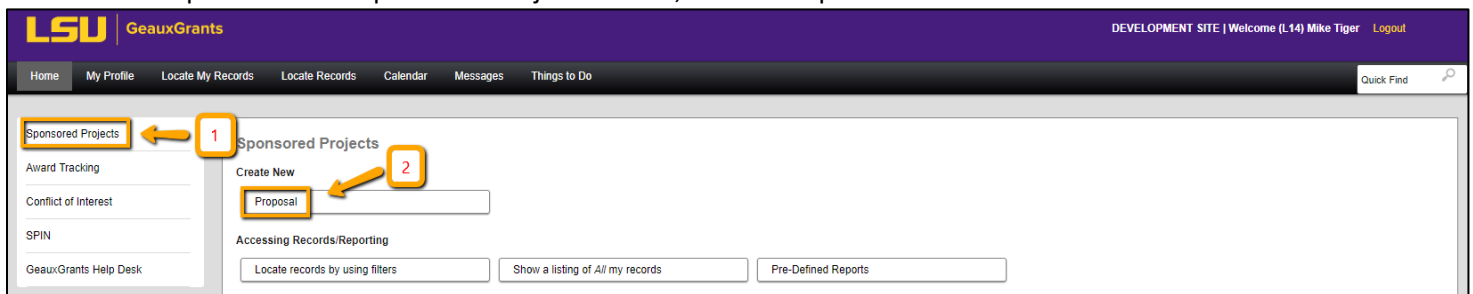 LSU GeauxGrants DEVELOPMENT SITE | Welcome (L14) Mike Tiger Logout
Home My Profile Locate My Records Locate Records Calendar Messages Things to Do Quick Find
Sponsored Projects 1 Sponsored Projects
Award Tracking Create New 2
Conflict of Interest Proposal
SPIN Accessing Records/Reporting
GeauxGrants Help Desk Locate records by using filters Show a listing of All my records Pre-Defined Reports